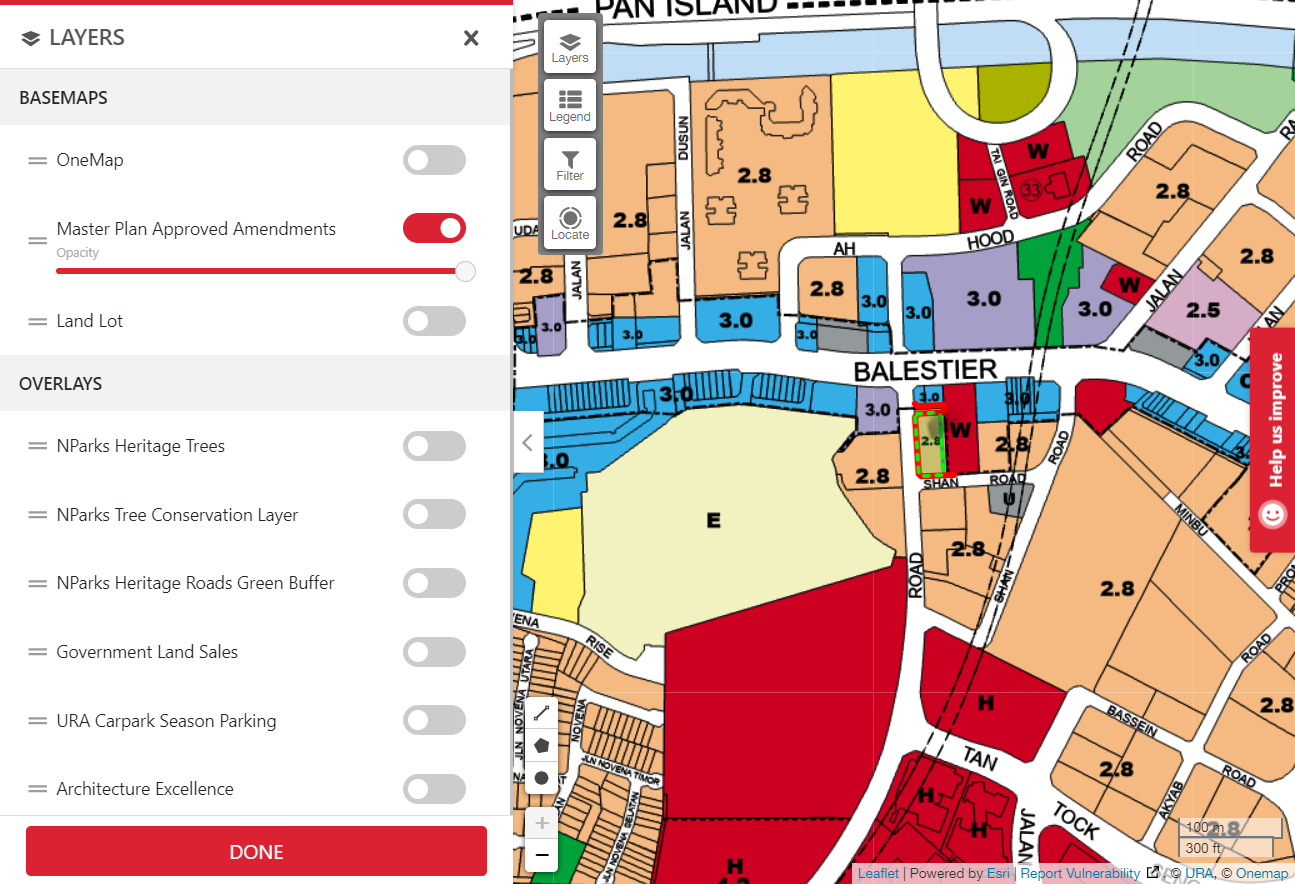 LAYERS
BASEMAPS
OneMap
Master Plan Approved Amendments
Opacity
Land Lot
OVERLAYS
NParks Heritage Trees
NParks Tree Conservation Layer
NParks Heritage Roads Green Buffer
Government Land Sales
URA Carpark Season Parking
Architecture Excellence
DONE
PAN ISLAND
Layers
Legend
Filter
Locate
DUSUN
JALAN
2.8
2.8
W
TAI GIN ROAD
33
W
ROAD
2.8
AH
HOOD
2.8
2.8
JALAN
2.8
3.0
3.0
3.0
3.0
W
JALAN
2.5
3.0
3.0
3.0
3.0
3.0
3.0
BALESTIER
3.0
3.0
3.0
3.0
3.0
2.8
W
2.8
ROAD
2.8
SHAN
ROAD
U
E
MINBU
2.8
ROAD
SHAN
2.8
RISE
JLN NOVENA UTARA
NOVENA
JLN NOVENA TIMOR
JLN NOVENA SELATAN
H
TAN
BASSEIN
ROAD
2.8
2.8
ROAD
AKYAB
H
H
JALAN
TOCK
2.8
H
Help us improve
100 m
300 ft
Leaflet | Powered by Esri | Report Vulnerability © URA, © Onemap